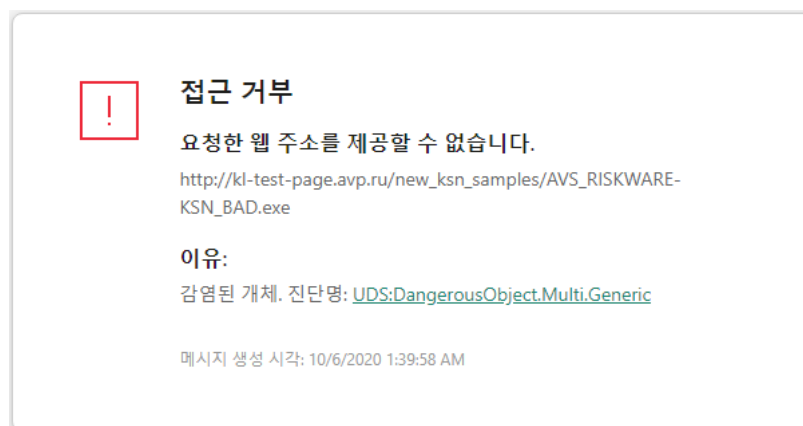 !
접근 거부
요청한 웹 주소를 제공할 수 없습니다.
http://kl-test-page.avp.ru/new_ksn_samples/AVS_RISKWARE-
KSN_BAD.exe
이유:
감염된 개체. 진단명: UDS:DangerousObject.Multi.Generic
메시지 생성 시각: 10/6/2020 1:39:58 AM